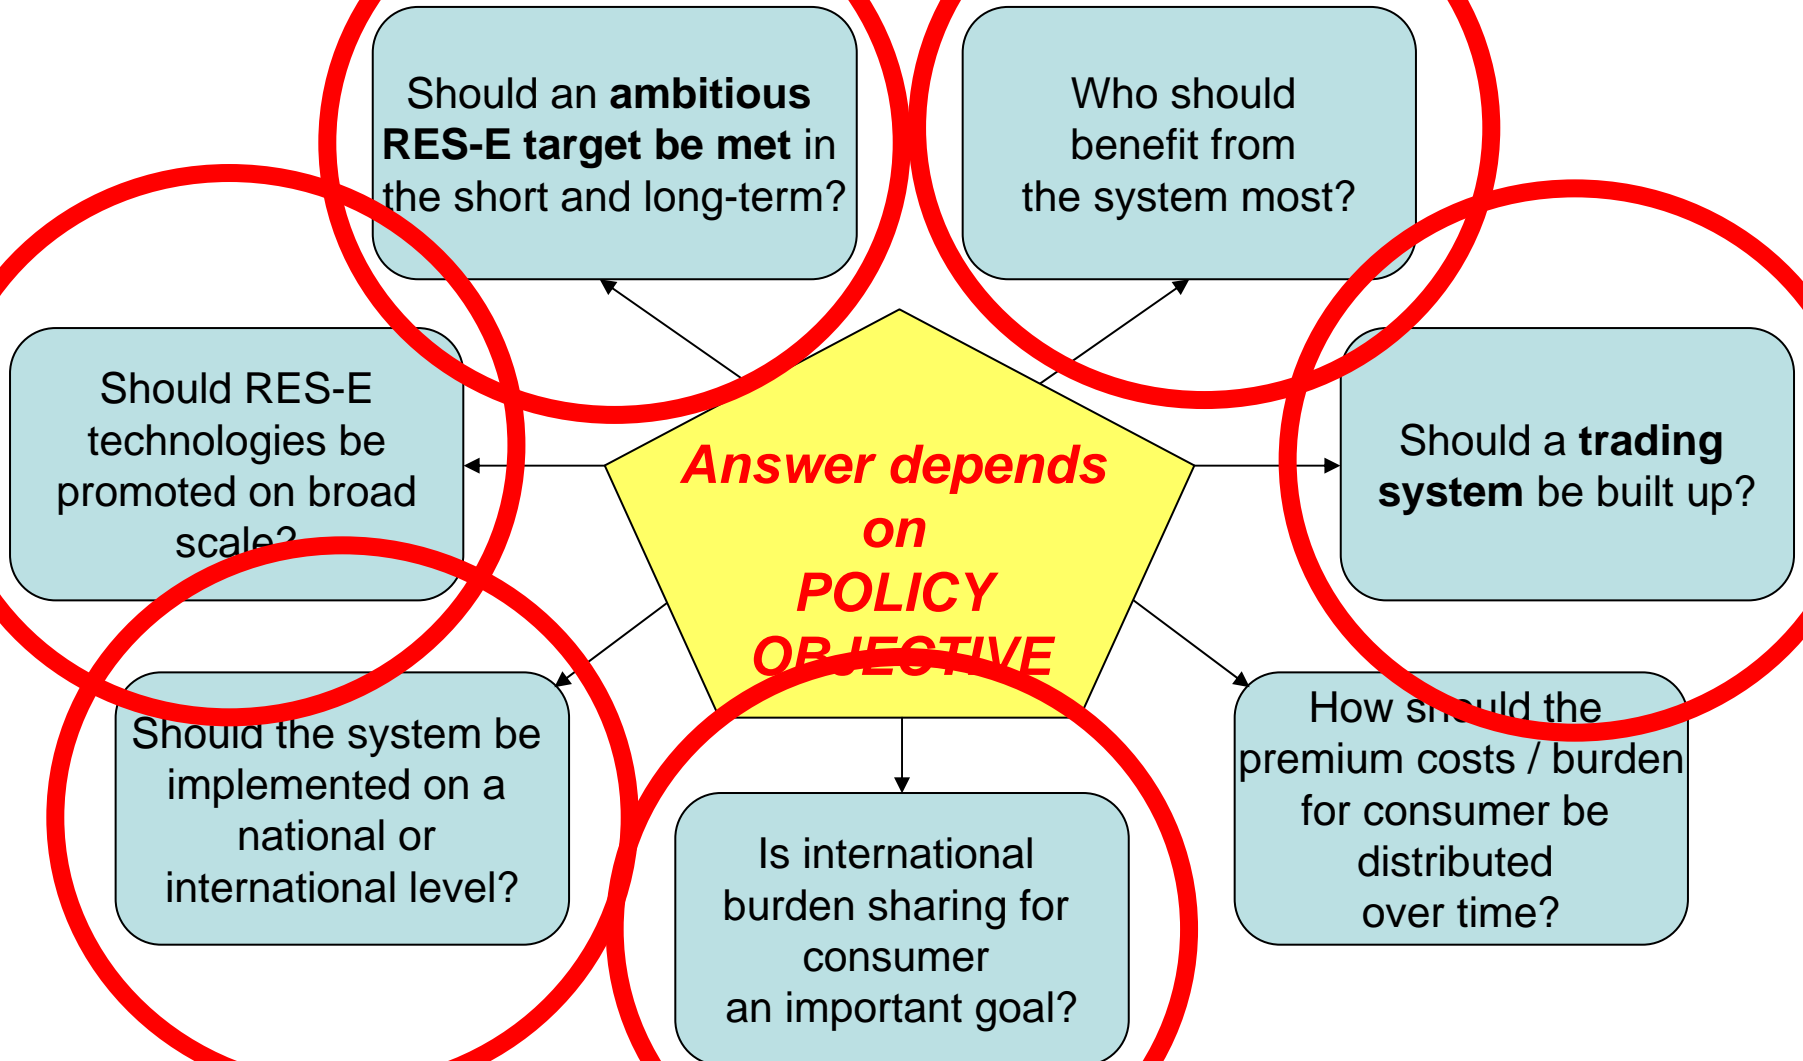 Should an ambitious
RES-E target be met in
the short and long-term?
Who should
benefit from
the system most?
Should RES-E
technologies be
promoted on broad
scale?
Answer depends
on
POLICY
OBJECTIVE
Should a trading
system be built up?
Should the system be
implemented on a
national or
international level?
Is international
burden sharing for
consumer
an important goal?
How should the
premium costs / burden
for consumer be
distributed
over time?